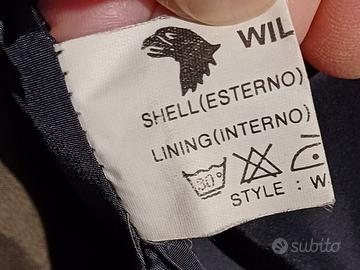 WIL
SHELL(ESTERNO)
LINING(INTERNO)
30°
STYLE : W
subito